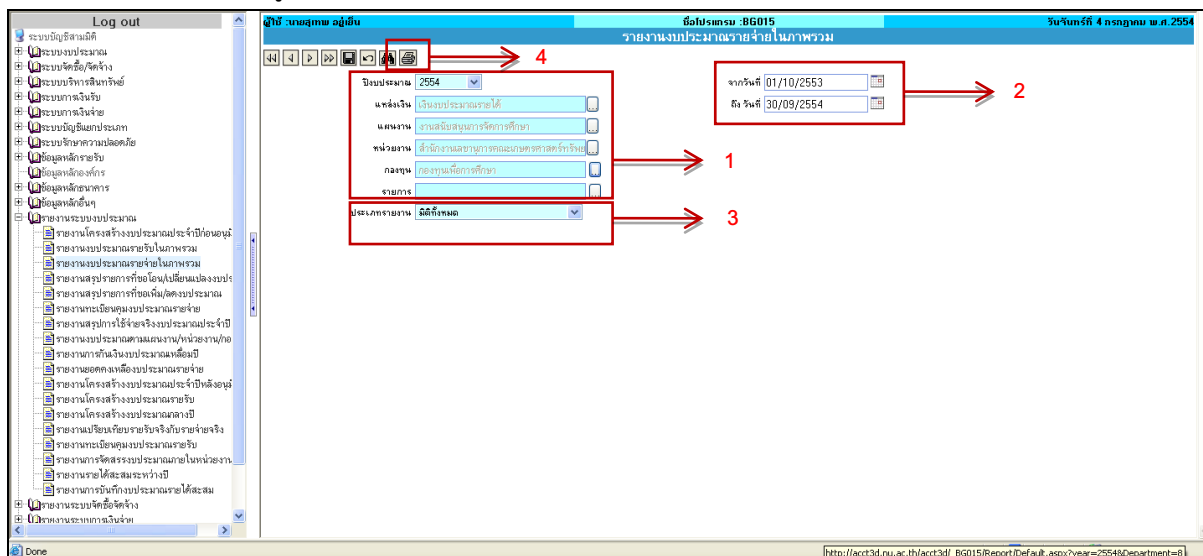 Log out
ระบบบัญชีสามมิติ
ระบบงบประมาณ
ระบบจัดซื้อ/จัดจ้าง
ระบบบริหารสินทรัพย์
ระบบการเงินรับ
ระบบการเงินจ่าย
ระบบบัญชีแยกประเภท
ระบบรักษาความปลอดภัย
ข้อมูลหลักรายรับ
ข้อมูลหลักองค์กร
ข้อมูลหลักธนาคาร
ข้อมูลหลักอื่นๆ
รายงานระบบงบประมาณ
รายงานโครงสร้างงบประมาณประจำปีก่อนอนุมั
รายงานงบประมาณรายรับในภาพรวม
รายงานงบประมาณรายจ่ายในภาพรวม
รายงานสรุปรายการที่ขอโอน/เปลี่ยนแปลงงบปร
รายงานสรุปรายการที่ขอเพิ่ม/ลดงบประมาณ
รายงานทะเบียนคุมงบประมาณรายจ่าย
รายงานสรุปการใช้จ่ายจริงงบประมาณประจำปี
รายงานงบประมาณตามแผนงาน/หน่วยงาน/กอ
รายงานการกันเงินงบประมาณเหลื่อมปี
รายงานยอดคงเหลืองบประมาณรายจ่าย
รายงานโครงสร้างงบประมาณประจำปีหลังอนุมั
รายงานโครงสร้างงบประมาณรายรับ
รายงานโครงสร้างงบประมาณกลางปี
รายงานเปรียบเทียบรายรับจริงกับรายจ่ายจริง
รายงานทะเบียนคุมงบประมาณรายรับ
รายงานการจัดสรรงบประมาณภายในหน่วยงาน
รายงานรายได้สะสมระหว่างปี
รายงานการบันทึกงบประมาณรายได้สะสม
รายงานระบบจัดซื้อจัดจ้าง
รายงานระบบการเงินจ่าย
ผู้ใช้ :นายสุเทพ อยู่เย็น ชื่อโปรแกรม :BG015 วันจันทร์ที่ 4 กรกฎาคม พ.ศ.2554
รายงานงบประมาณรายจ่ายในภาพรวม
4
ปีงบประมาณ 2554
แหล่งเงิน เงินงบประมาณรายได้ ...
แผนงาน งานสนับสนุนการจัดการศึกษา ...
หน่วยงาน สำนักงานเลขานุการคณะเกษตรศาสตร์ทรัพย ...
กองทุน กองทุนเพื่อการศึกษา ...
รายการ ...
1
จากวันที่ 01/10/2553
ถึง วันที่ 30/09/2554
2
ประเภทรายงาน มิติทั้งหมด
3
Done
http://acct3d.nu.ac.th/acct3d/_BG015/Report/Default.aspx?year=2554&Department=8